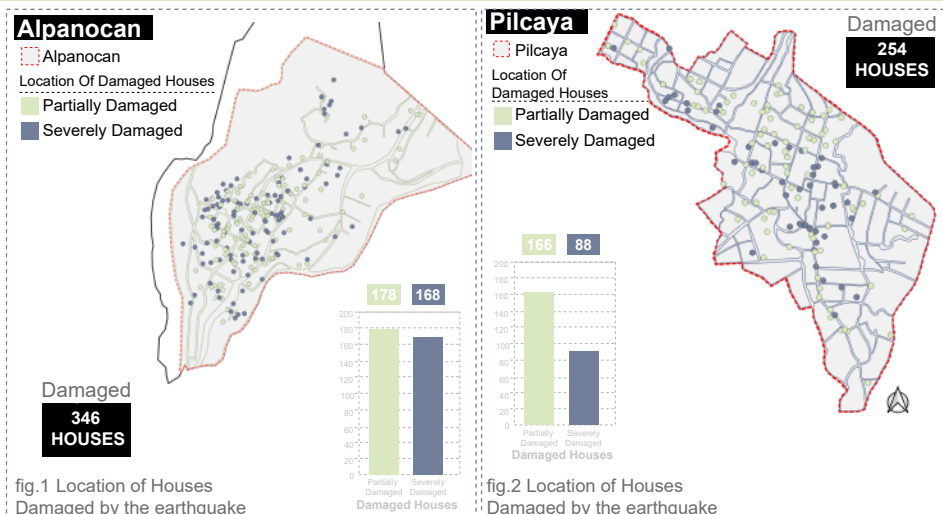 Alpanocan
Alpanocan
Location Of Damaged Houses
Partially Damaged
Severely Damaged
178 168
200
180
160
140
120
100
80
60
40
20
0
Partially
Damaged
Severely
Damaged
Damaged Houses
Damaged
346
HOUSES
fig.1 Location of Houses
Damaged by the earthquake
Pilcaya
Pilcaya
Location Of
Damaged Houses
Partially Damaged
Severely Damaged
Damaged
254
HOUSES
166 88
200
180
160
140
120
100
80
60
40
20
0
Partially
Damaged
Severely
Damaged
Damaged Houses
fig.2 Location of Houses
Damaged by the earthquake